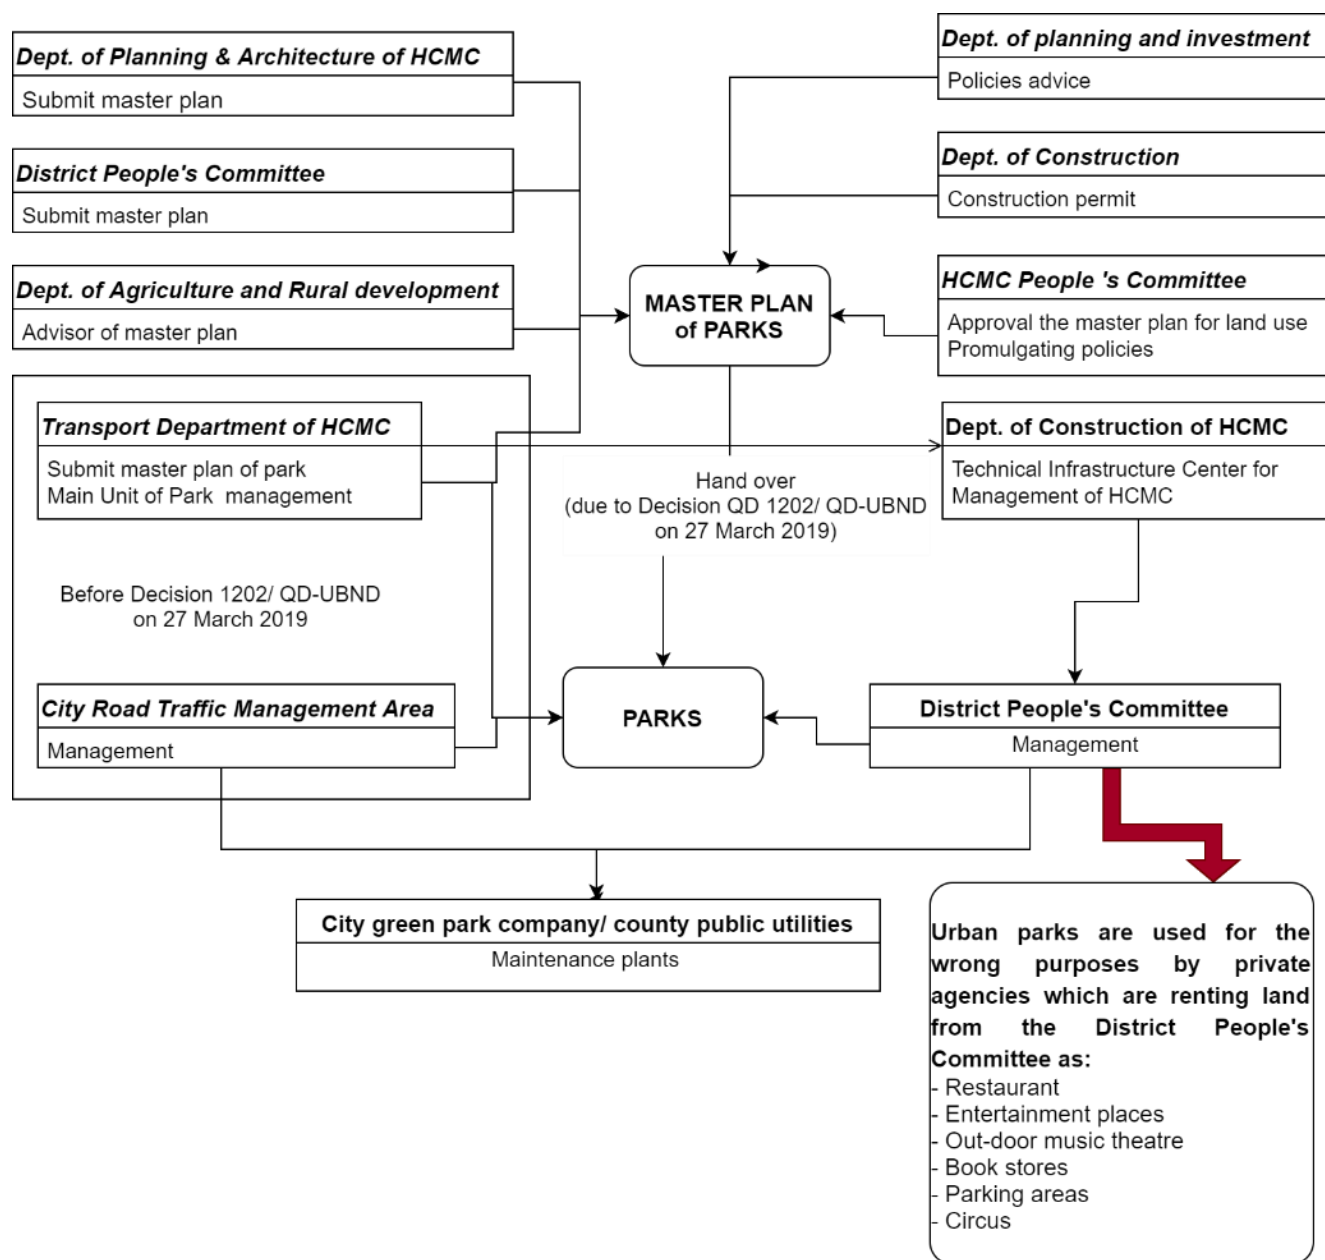 Dept. of Planning & Architecture of HCMC
Submit master plan
District People's Committee
Submit master plan
Dept. of Agriculture and Rural development
Advisor of master plan
Transport Department of HCMC
Submit master plan of park
Main Unit of Park management
Before Decision 1202/ QD-UBND
on 27 March 2019
City Road Traffic Management Area
Management
Dept. of planning and investment
Policies advice
Dept. of Construction
Construction permit
HCMC People 's Committee
Approval the master plan for land use
Promulgating policies
MASTER PLAN
of PARKS
Hand over
(due to Decision QD 1202/ QD-UBND
on 27 March 2019)
Dept. of Construction of HCMC
Technical Infrastructure Center for
Management of HCMC
PARKS
District People's Committee
Management
City green park company/ county public utilities
Maintenance plants
Urban parks are used for the
wrong purposes by private
agencies which are renting land
from the District People's
Committee as:
- Restaurant
- Entertainment places
- Out-door music theatre
- Book stores
- Parking areas
- Circus